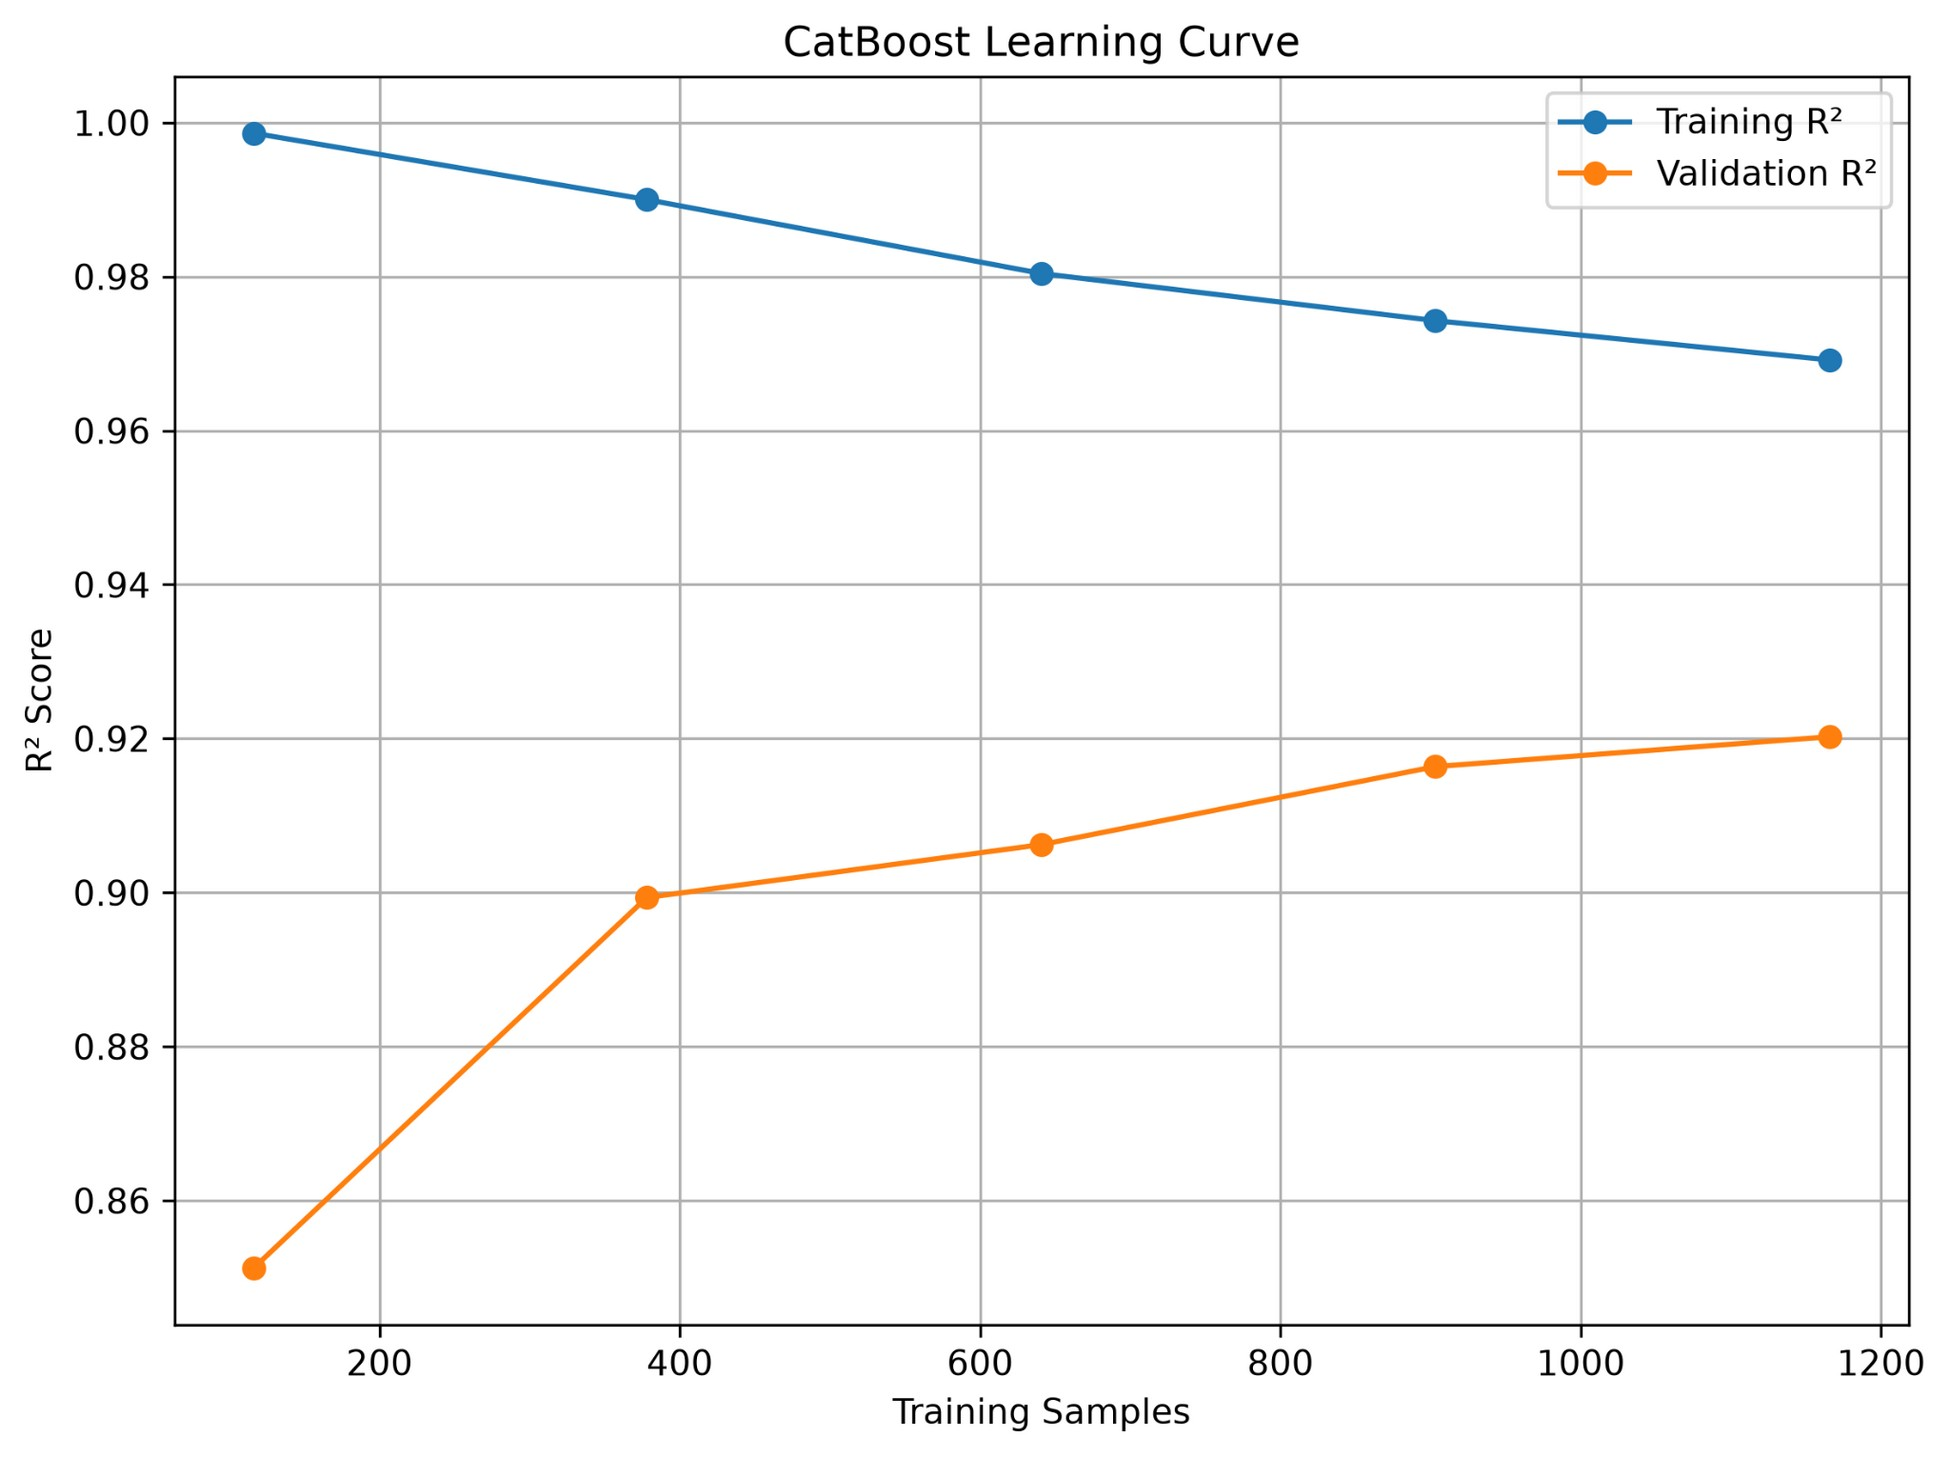 CatBoost Learning Curve
Training R²
Validation R²
R² Score
1.00
0.98
0.96
0.94
0.92
0.90
0.88
0.86
200 400 600 800 1000 1200
Training Samples